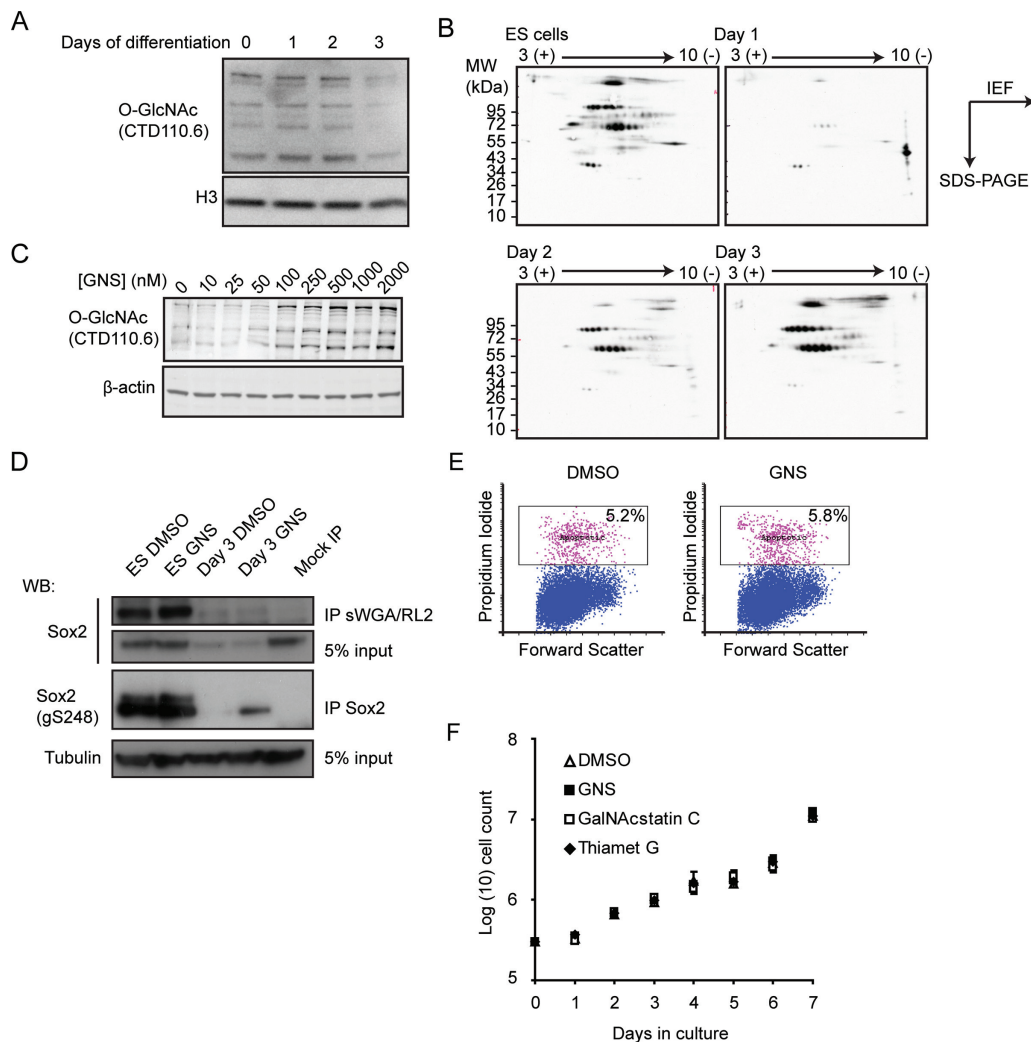 A
Days of differentiation 0 1 2 3
O-GlcNAc
(CTD110.6)
H3
B
ES cells
3 (+) 10 (-)
Day 1
3 (+) 10 (-)
MW
(kDa)
95
72
55
43
34
26
17
10
IEF
SDS-PAGE
Day 2
3 (+) 10 (-)
Day 3
3 (+) 10 (-)
95
72
55
43
34
26
17
10
C
[GNS] (nM) 0 10 25 50 100 250 500 1000 2000
O-GlcNAc
(CTD110.6)
β-actin
D
ES DMSO
ES GNS
Day 3 DMSO
Day 3 GNS
Mock IP
WB:
Sox2
IP sWGA/RL2
5% input
Sox2
(gS248)
IP Sox2
Tubulin
5% input
E
DMSO
Propidium Iodide
5.2%
Apoptotic
Forward Scatter
GNS
Propidium Iodide
5.8%
Apoptotic
Forward Scatter
F
Log (10) cell count
8
7
6
5
DMSO
GNS
GalNAcstatin C
Thiamet G
0 1 2 3 4 5 6 7
Days in culture